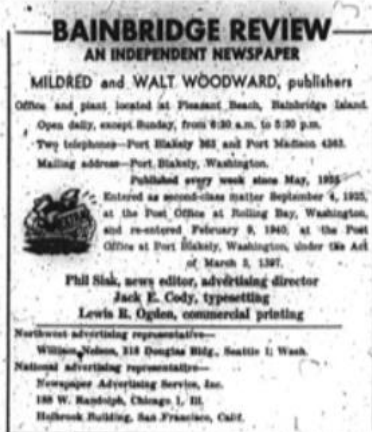 BAINBRIDGE REVIEW
AN INDEPENDENT NEWSPAPER
MILDRED and WALT WOODWARD, publishers
Office and plant located at Pleasant Beach, Bainbridge Island.
Open daily, except Sunday, from 8:30 a.m. to 5:30 p.m.
Two telephones—Port Blakely 363 and Port Madison 4363.
Mailing address—Port Blakely, Washington.
Published every week since May,
Entered as second-class matter September 4, 1925,
at the Post Office at Rolling Bay, Washington,
and re-entered February 9, 1940, at the Post
Office at Port Blakely, Washington, under the Act
of March 3,
Phil Sisk, news editor, advertising director
Jack E. Cody, typesetting
Lewis R. Ogden, commercial printing
Northwest advertising representative—
William Nelson, 318 Douglas Bldg., Seattle 1; Wash.
National advertising representative—
Newspaper Advertising Service, Inc.
188 W. Randolph, Chicago 1, Ill.
Holbrook Building, San Francisco, Calif.